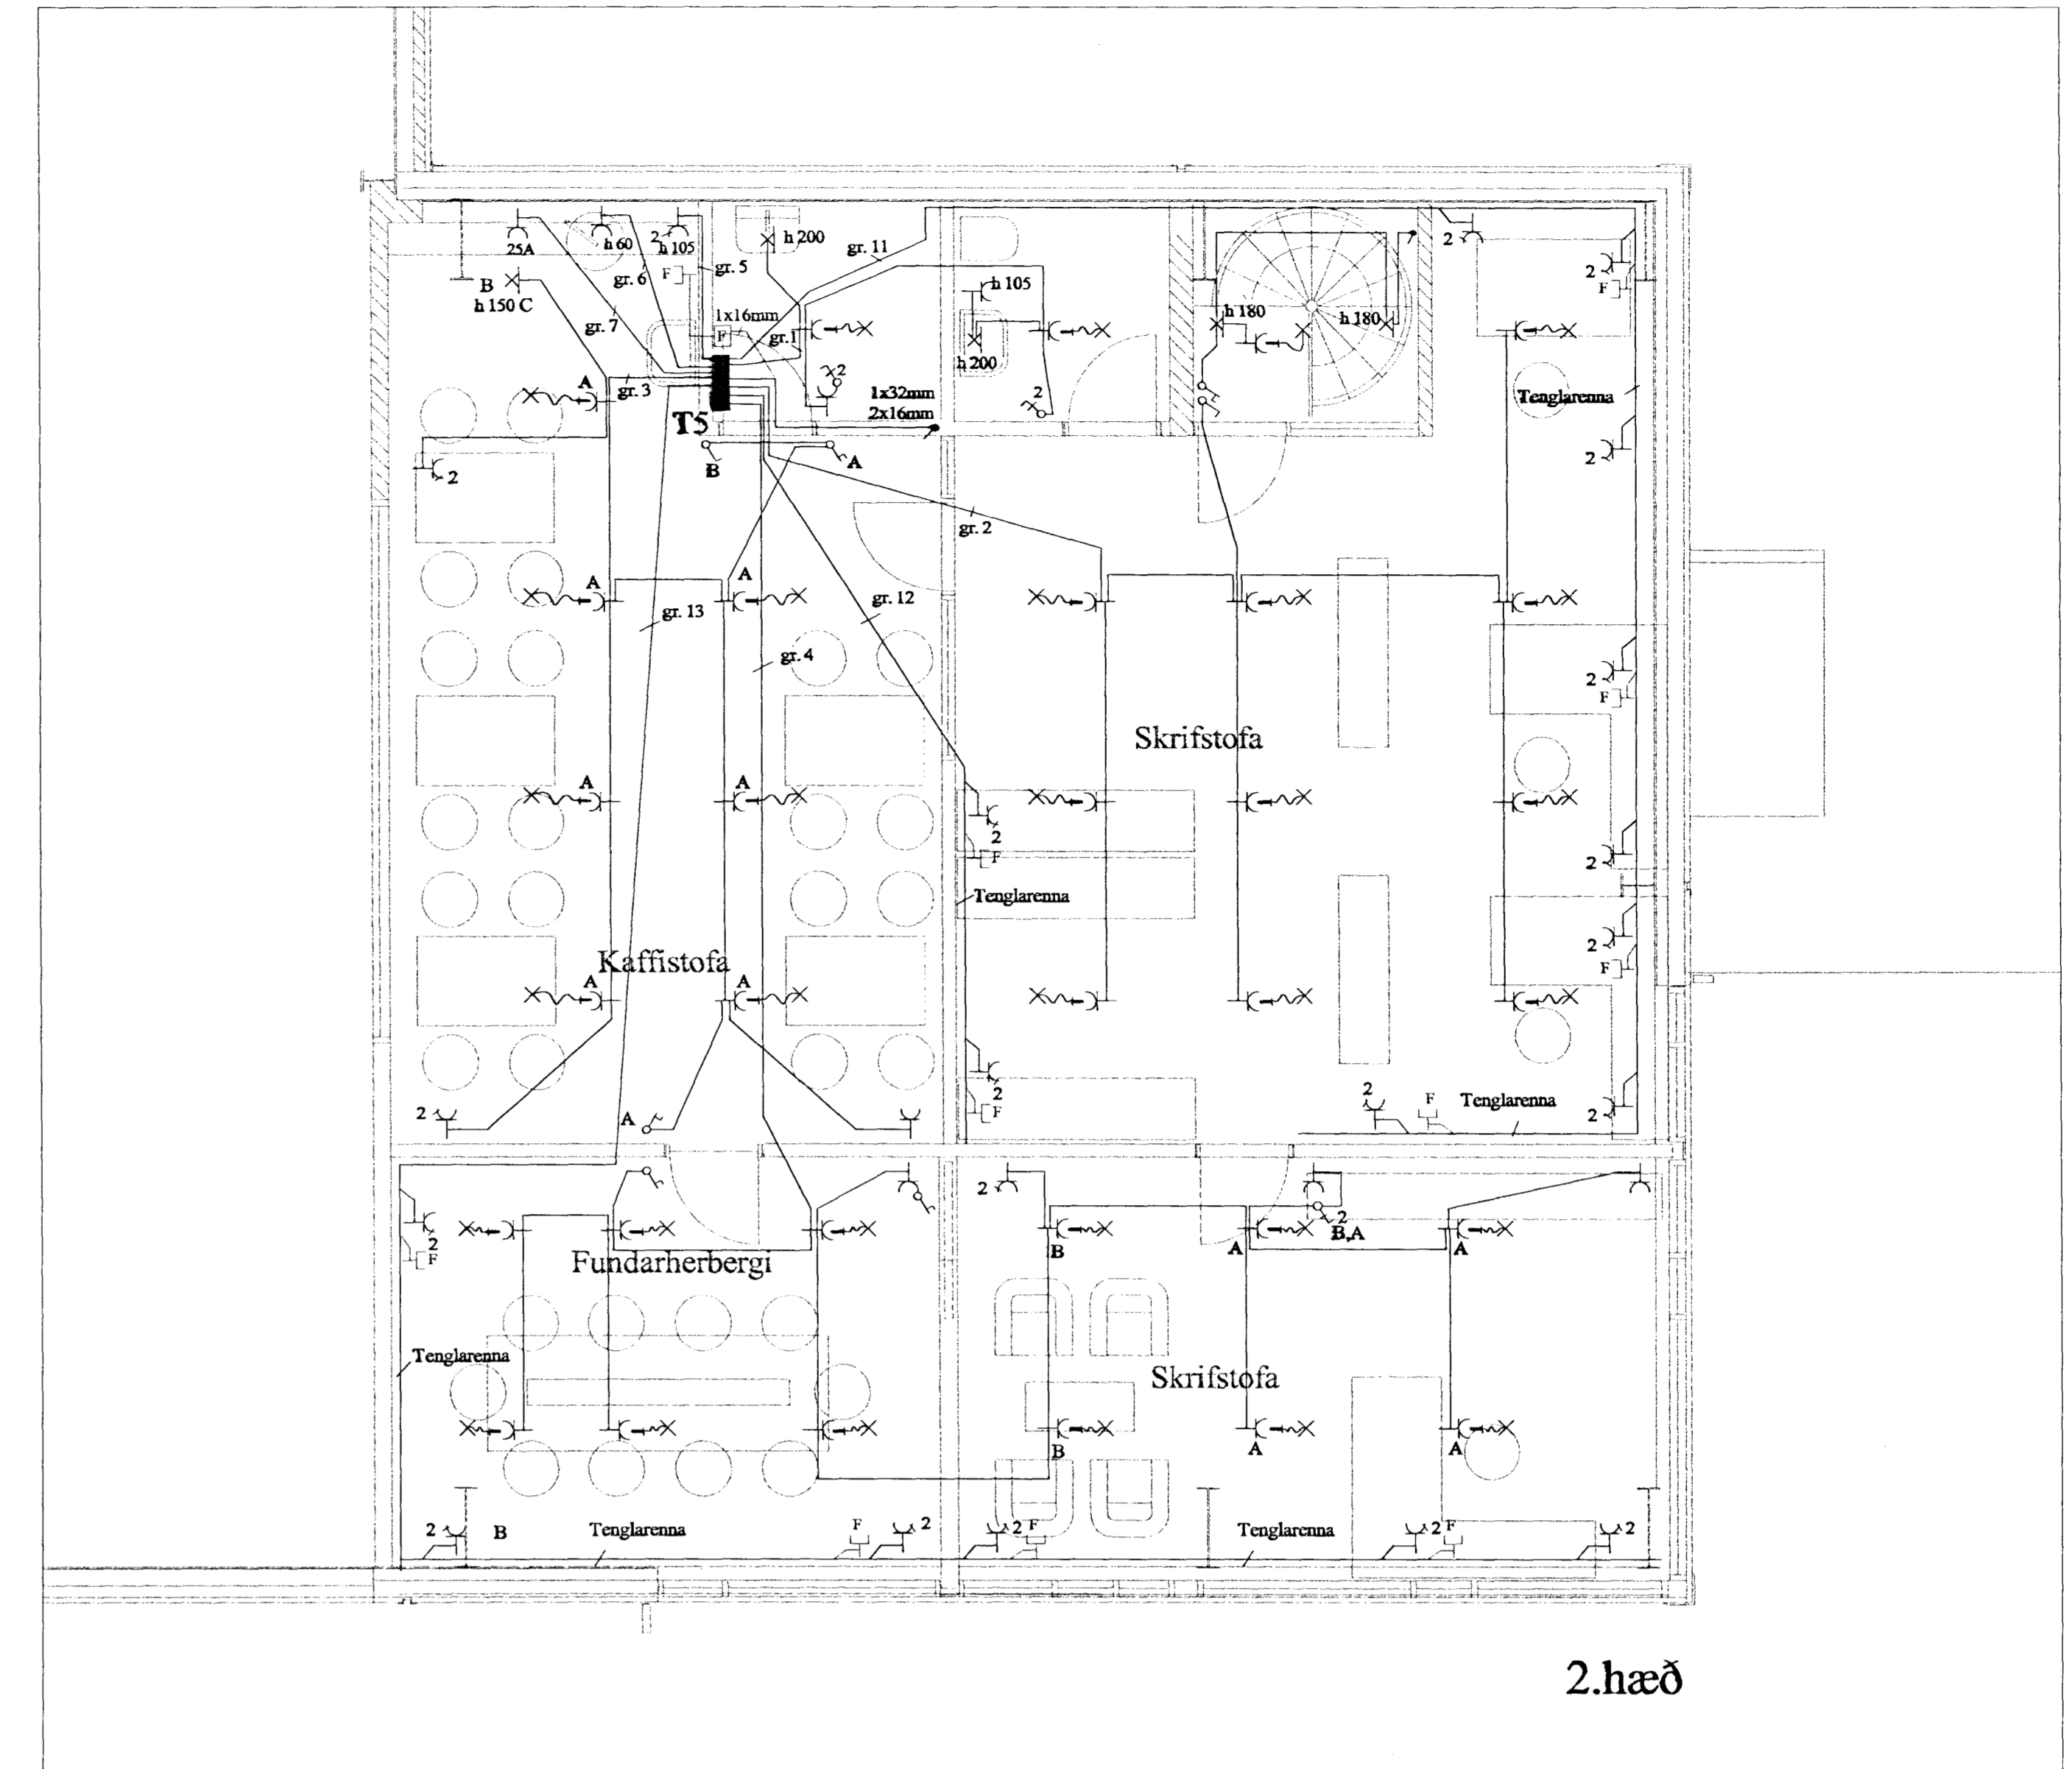 25A
h 60
2
h 105
F
gr. 5
gr. 6
h 200
gr. 11
2
2
F
B
h 150 C
gr. 7
1x16mm
F
gr.1
h 105
h 180
h 180
A
gr. 3
2
h 200
2
1x32mm
2x16mm
Tenglarenna
T5
B
A
2
2
gr. 2
A
A
gr. 13
gr. 12
gr. 4
2
F
Skrifstofa
A
A
2
F
2
Tenglarenna
2
F
Kaffistofa
A
A
2
A
2
F
2
F
Tenglarenna
2
2
2
F
2
B,A
B
A
A
Fundarherbergi
Tenglarenna
Skrifstofa
B
A
A
2
B
Tenglarenna
F
2
2
F
Tenglarenna
2
F
2
2.hæð